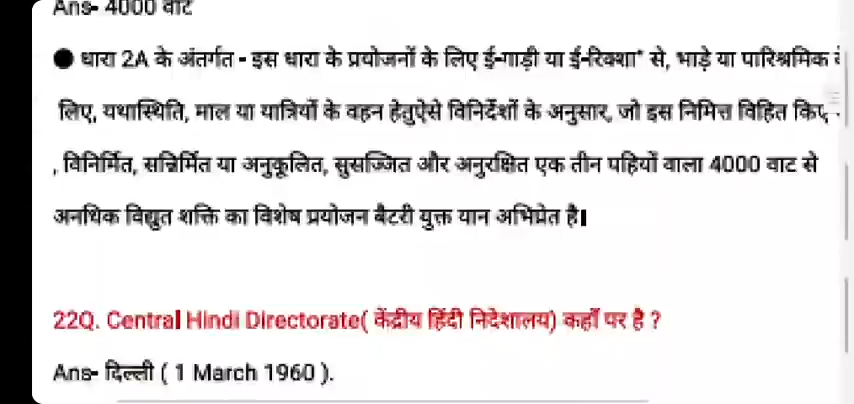 Ans- 4000 वाट
● धारा 2A के अंतर्गत - इस धारा के प्रयोजनों के लिए ई-गाड़ी या ई-रिक्शा" से, भाड़े या पारिश्रमिक के
लिए, यथास्थिति, माल या यात्रियों के वहन हेतुऐसे विनिर्देशों के अनुसार, जो इस निमित्त विहित किए
, विनिर्मित, सन्निर्मित या अनुकूलित, सुसज्जित और अनुरक्षित एक तीन पहियों वाला 4000 वाट से
अनधिक विद्युत शक्ति का विशेष प्रयोजन बैटरी युक्त यान अभिप्रेत है।
22Q. Central Hindi Directorate( केंद्रीय हिंदी निदेशालय) कहाँ पर है ?
Ans- दिल्ली ( 1 March 1960 ).